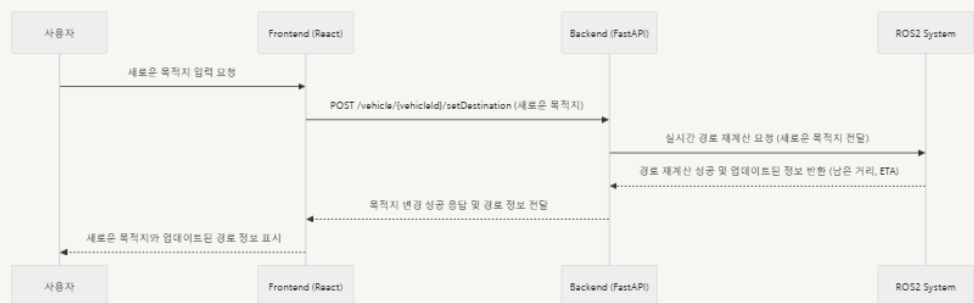 사용자
Frontend (React)
Backend (FastAPI)
ROS2 System
새로운 목적지 입력 요청
POST /vehicle/{vehicleId}/setDestination (새로운 목적지)
실시간 경로 재계산 요청 (새로운 목적지 전달)
경로 재계산 성공 및 업데이트된 정보 반환 (남은 거리, ETA)
목적지 변경 성공 응답 및 경로 정보 전달
새로운 목적지와 업데이트된 경로 정보 표시
사용자
Frontend (React)
Backend (FastAPI)
ROS2 System